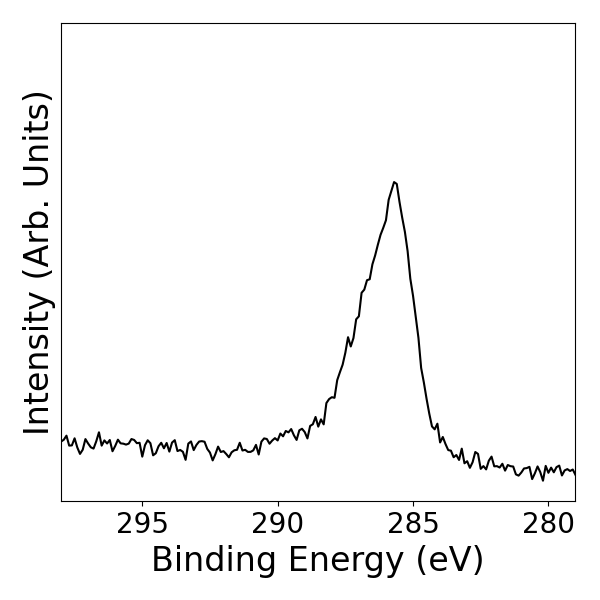 Intensity (Arb. Units)
295 290 285 280
Binding Energy (eV)